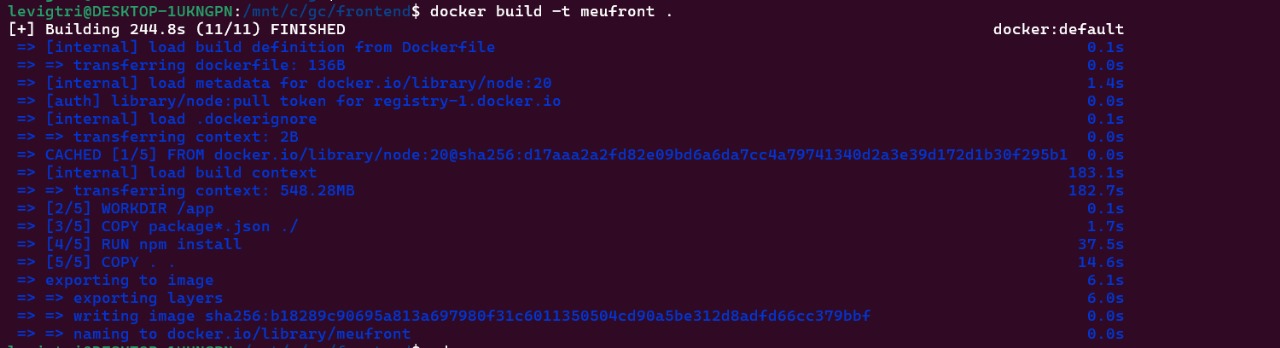 levigtri@DESKTOP-1UKNGPN:/mnt/c/gc/frontend$ docker build -t meufront .
[+] Building 244.8s (11/11) FINISHED docker:default
=> [internal] load build definition from Dockerfile 0.1s
=> => transferring dockerfile: 136B 0.0s
=> [internal] load metadata for docker.io/library/node:20 1.4s
=> [auth] library/node:pull token for registry-1.docker.io 0.0s
=> [internal] load .dockerignore 0.1s
=> => transferring context: 2B 0.0s
=> CACHED [1/5] FROM docker.io/library/node:20@sha256:d17aaa2a2fd82e09bd6a6da7cc4a79741340d2a3e39d172d1b30f295b1 0.0s
=> [internal] load build context 183.1s
=> => transferring context: 548.28MB 182.7s
=> [2/5] WORKDIR /app 0.1s
=> [3/5] COPY package*.json ./ 1.7s
=> [4/5] RUN npm install 37.5s
=> [5/5] COPY . . 14.6s
=> exporting to image 6.1s
=> => exporting layers 6.0s
=> => writing image sha256:b18289c90695a813a697980f31c6011350504cd90a5be312d8adfd66cc379bbf 0.0s
=> => naming to docker.io/library/meufront 0.0s